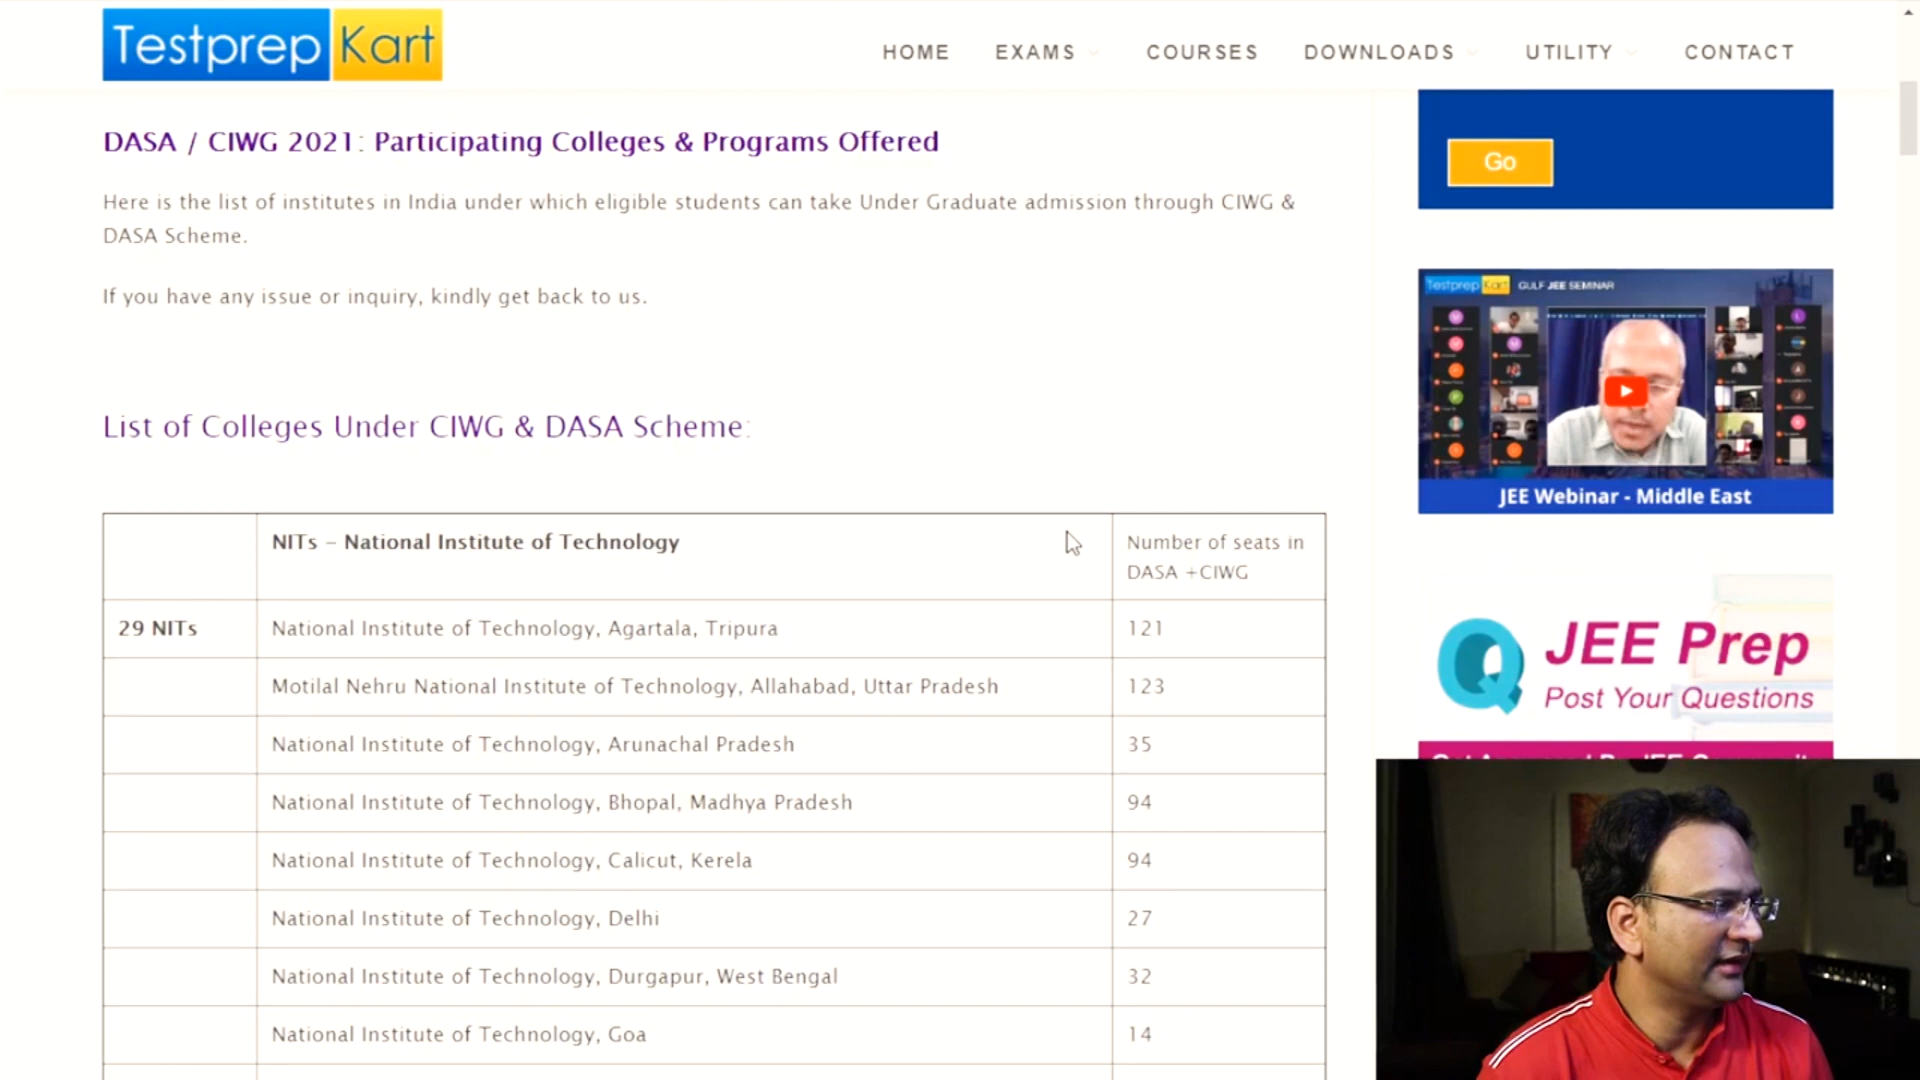 Testprep Kart
HOME EXAMS COURSES DOWNLOADS UTILITY CONTACT
DASA / CIWG 2021: Participating Colleges & Programs Offered
Here is the list of institutes in India under which eligible students can take Under Graduate admission through CIWG &
DASA Scheme.
If you have any issue or inquiry, kindly get back to us.
List of Colleges Under CIWG & DASA Scheme:
NITs – National Institute of Technology
Number of seats in
DASA +CIWG
29 NITs National Institute of Technology, Agartala, Tripura 121
Motilal Nehru National Institute of Technology, Allahabad, Uttar Pradesh 123
National Institute of Technology, Arunachal Pradesh 35
National Institute of Technology, Bhopal, Madhya Pradesh 94
National Institute of Technology, Calicut, Kerela 94
National Institute of Technology, Delhi 27
National Institute of Technology, Durgapur, West Bengal 32
National Institute of Technology, Goa 14
Go
Testprep Kart GULF JEE SEMINAR
JEE Webinar - Middle East
JEE Prep
Post Your Questions